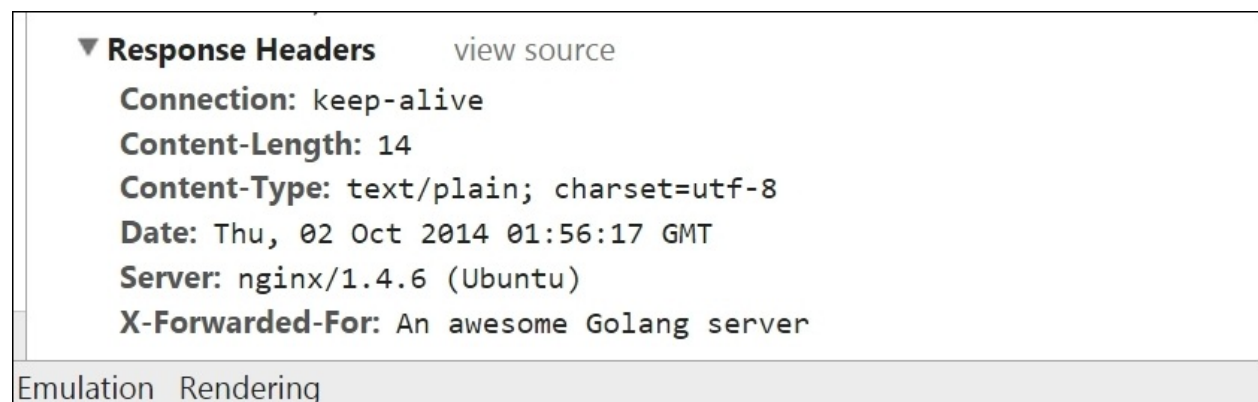 ▼ Response Headers view source
Connection: keep-alive
Content-Length: 14
Content-Type: text/plain; charset=utf-8
Date: Thu, 02 Oct 2014 01:56:17 GMT
Server: nginx/1.4.6 (Ubuntu)
X-Forwarded-For: An awesome Golang server
Emulation Rendering